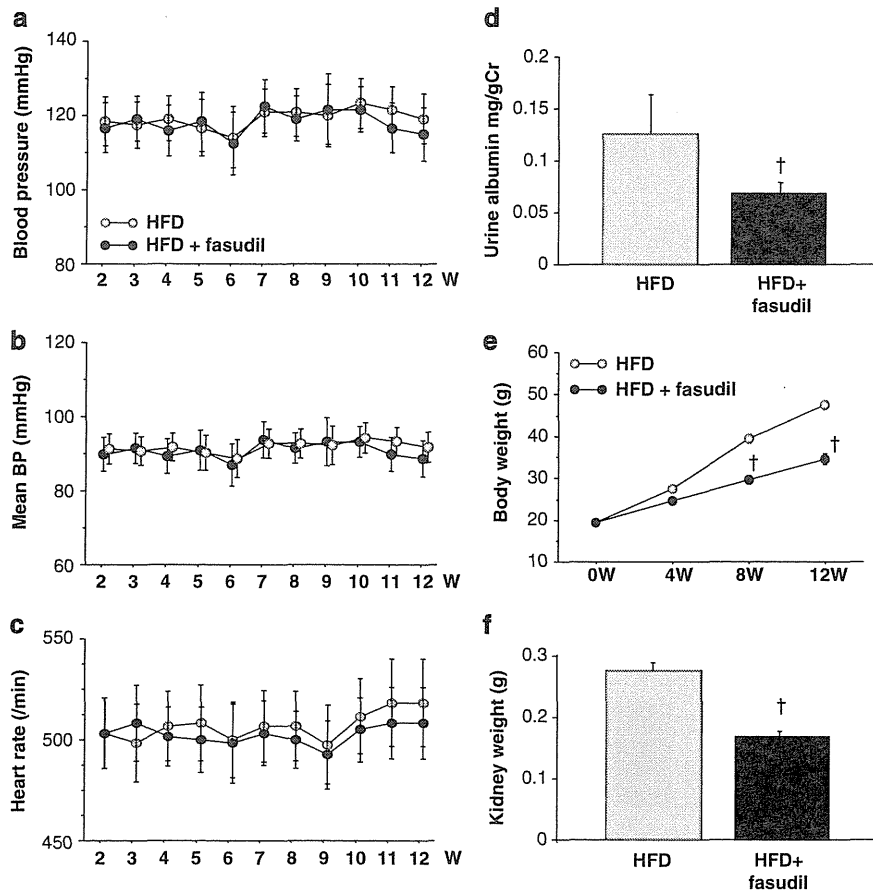 a
Blood pressure (mmHg)
140
120
100
80
HFD
HFD + fasudil
2 3 4 5 6 7 8 9 10 11 12 W
b
Mean BP (mmHg)
120
100
80
60
2 3 4 5 6 7 8 9 10 11 12 W
c
Heart rate (/min)
550
500
450
2 3 4 5 6 7 8 9 10 11 12 W
d
Urine albumin mg/gCr
0.2
0.15
0.1
0.05
0
†
HFD
HFD+
fasudil
e
Body weight (g)
60
50
40
30
20
10
HFD
HFD + fasudil
†
†
0W 4W 8W 12W
f
Kidney weight (g)
0.3
0.2
0.1
0
†
HFD
HFD+
fasudil